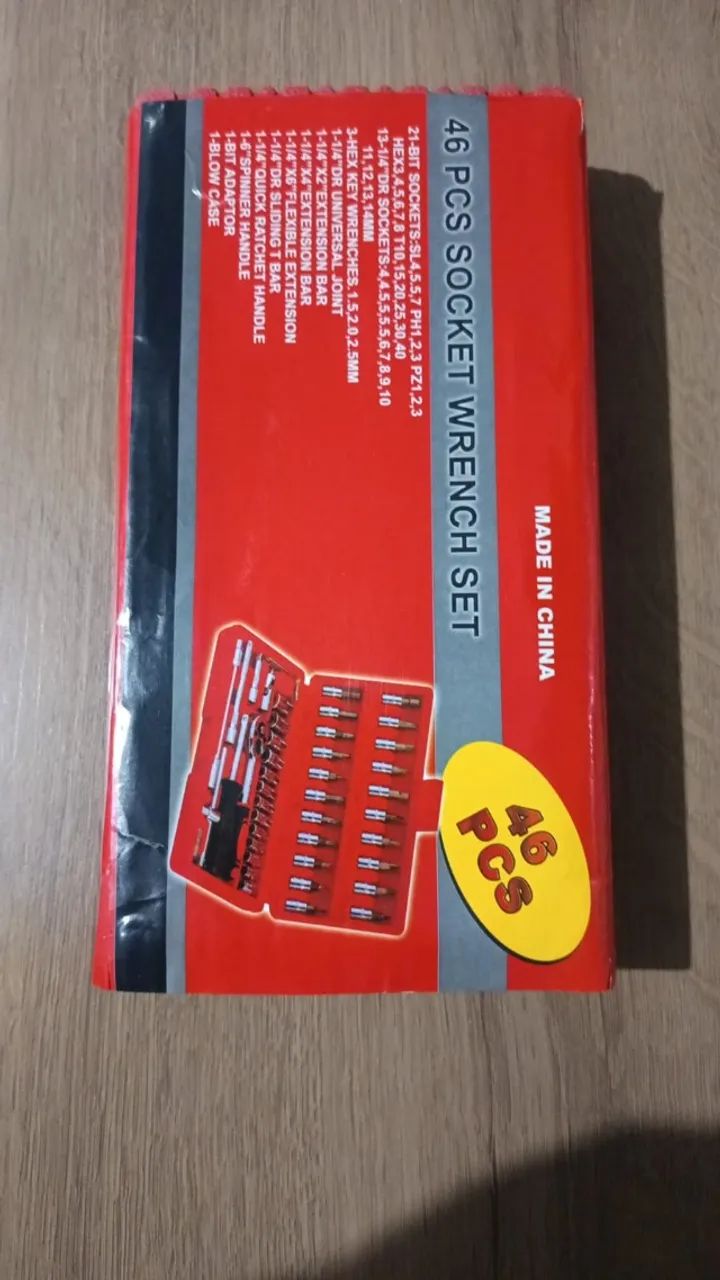 46 PCS SOCKET WRENCH SET
21-BIT SOCKETS:SL4,5.5,7 PH1,2,3 PZ1,2,3
HEX3,4,5,6,7,8 T10,15,20,25,30,40
13-1/4"DR SOCKETS:4,4.5,5,5.5,6,7,8,9,10
11,12,13,14MM
3-HEX KEY WRENCHES 1.5,2.0,2.5MM
1-1/4"DR UNIVERSAL JOINT
1-1/4"X2"EXTENSION BAR
1-1/4"X4"EXTENSION BAR
1-1/4"X6"FLEXIBLE EXTENSION
1-1/4"DR SLIDING T BAR
1-1/4"QUICK RATCHET HANDLE
1-6"SPINNER HANDLE
1-BIT ADAPTOR
1-BLOW CASE
MADE IN CHINA
46
PCS